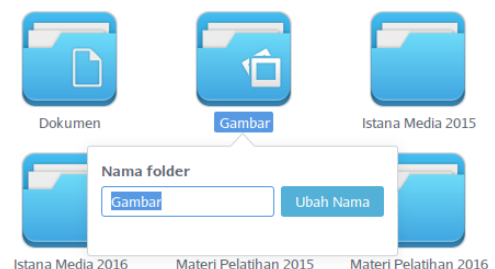 Dokumen
Gambar
Istana Media 2015
Nama folder
Gambar
Ubah Nama
Istana Media 2016
Materi Pelatihan 2015
Materi Pelatihan 2016